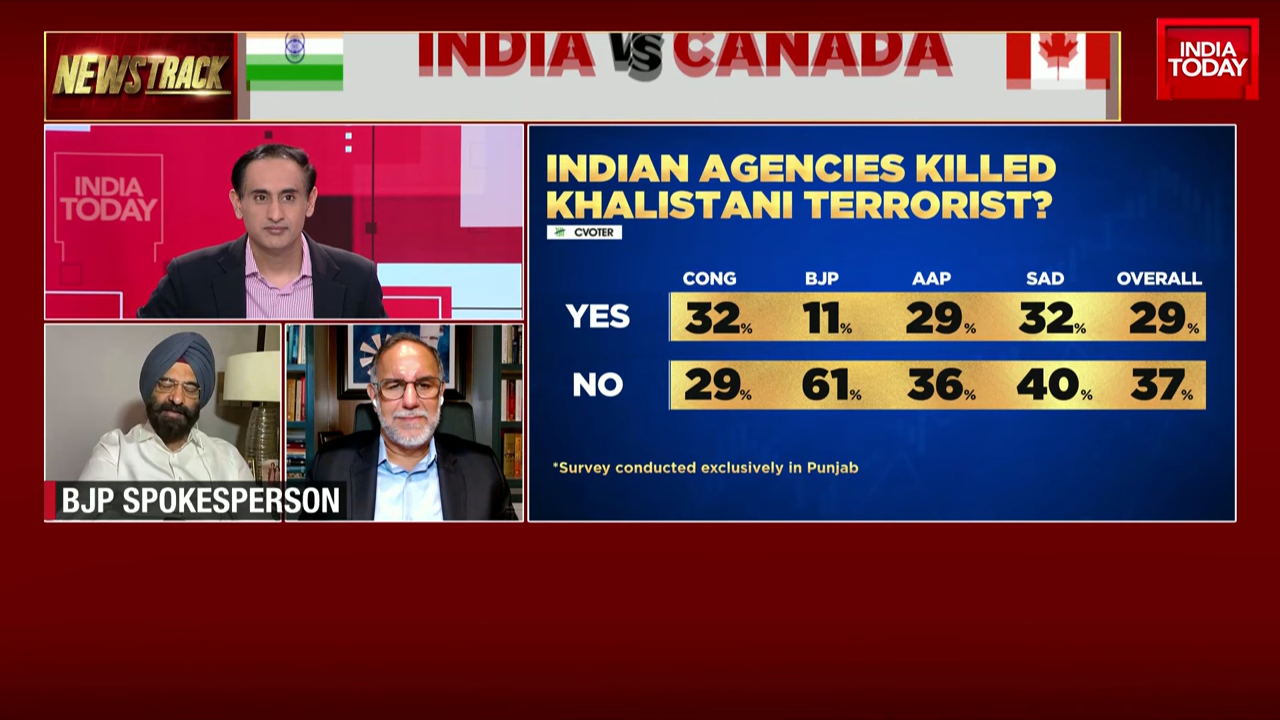 NEWSTRACK
INDIA VS CANADA
INDIA
TODAY
INDIA
TODAY
INDIAN AGENCIES KILLED
KHALISTANI TERRORIST?
CVOTER
CONG BJP AAP SAD OVERALL
YES 32% 11% 29% 32% 29%
NO 29% 61% 36% 40% 37%
*Survey conducted exclusively in Punjab
BJP SPOKESPERSON